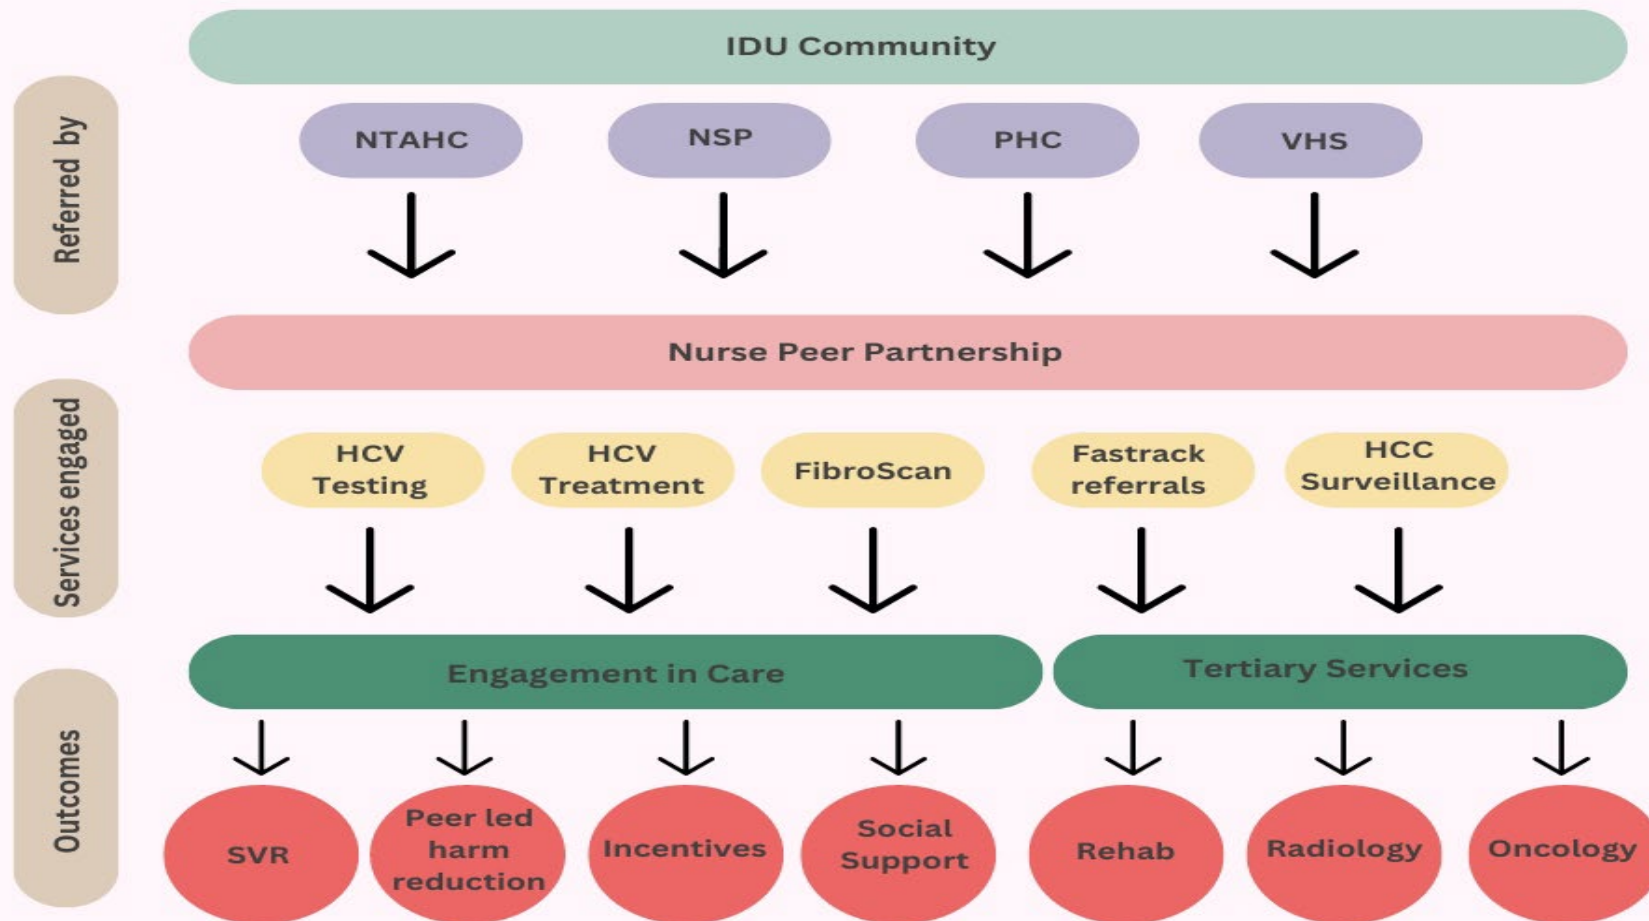 IDU Community
Referred by
NTAHC
NSP
PHC
VHS
Nurse Peer Partnership
Services engaged
HCV
Testing
HCV
Treatment
FibroScan
Fastrack
referrals
HCC
Surveillance
Engagement in Care
Tertiary Services
Outcomes
SVR
Peer led
harm
reduction
Incentives
Social
Support
Rehab
Radiology
Oncology